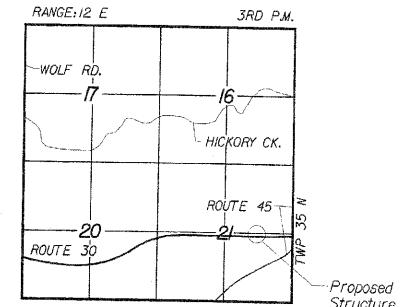 RANGE: 12 E 3RD P.M.
WOLF RD.
17 16
HICKORY CK.
ROUTE 45
TWP 35 N
20 21
ROUTE 30
Proposed
Structure